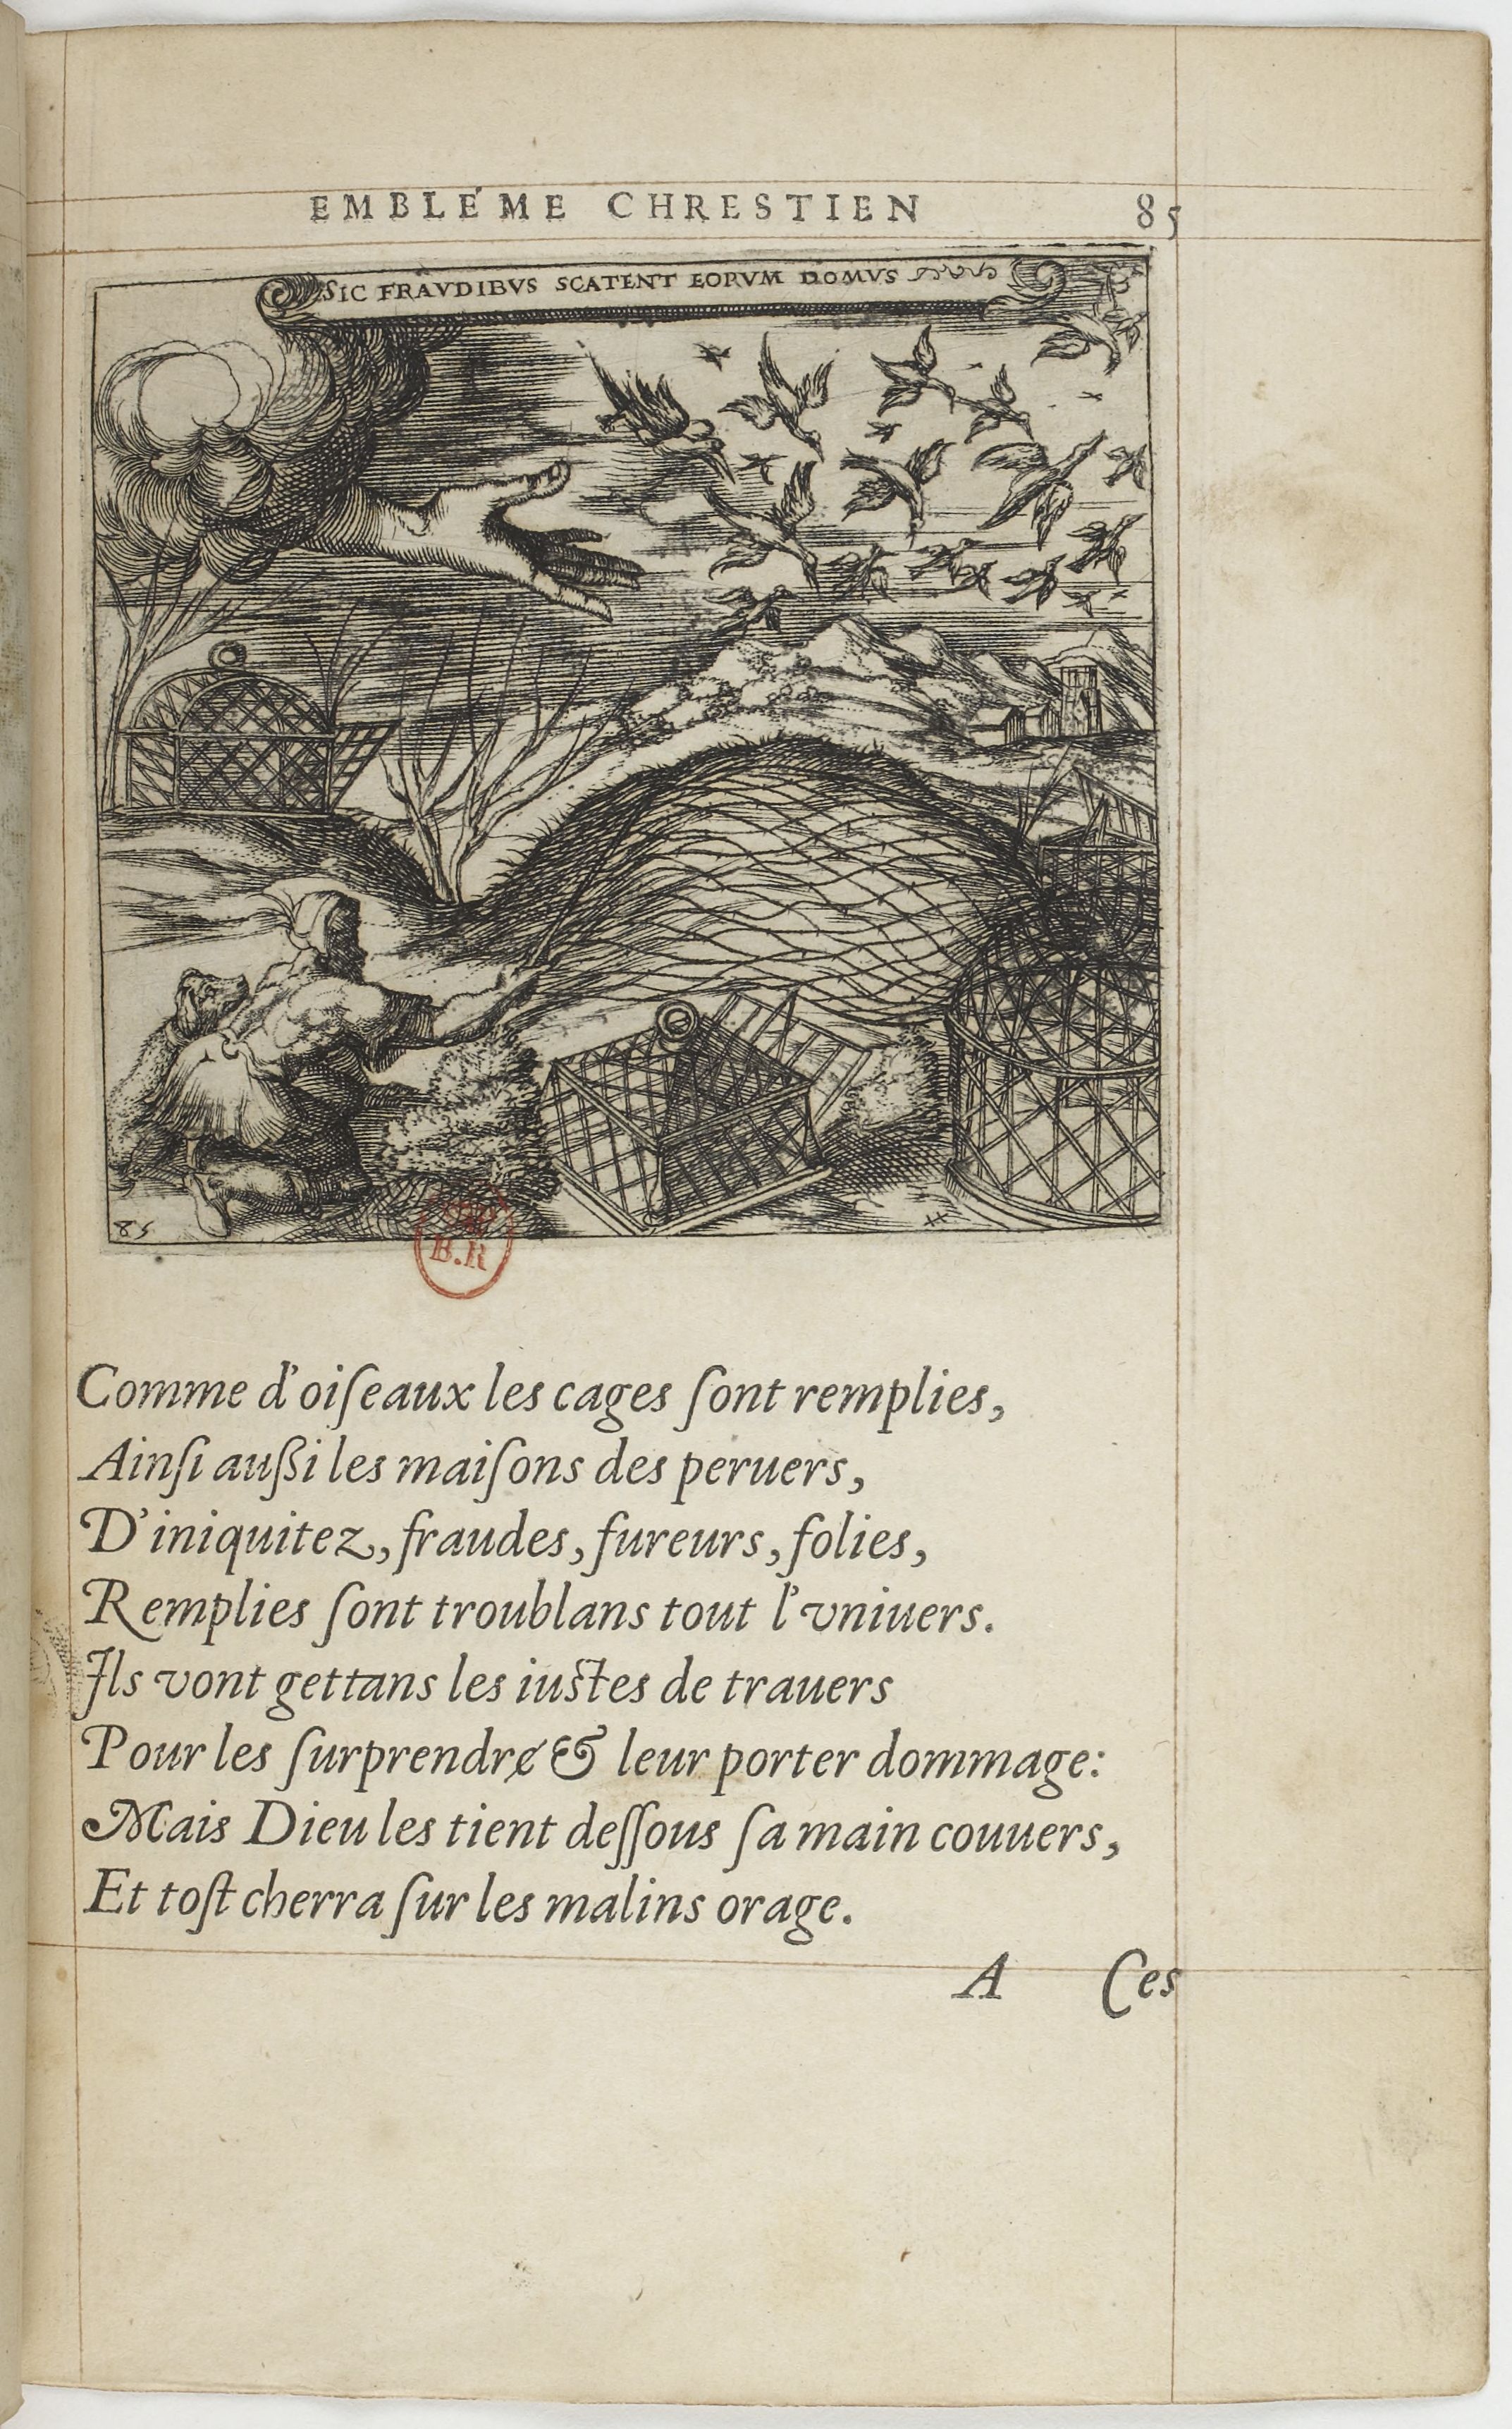 EMBLÉME CHRESTIEN 85
SIC FRAVDIBVS SCATENT EORVM DOMVS
85
H
B.R
Comme d'oiſeaux les cages ſont remplies,
Ainſi außi les maiſons des peruers,
D'iniquitez, fraudes, fureurs, folies,
Remplies ſont troublans tout l'vniuers.
Ils vont gettans les iuſtes de trauers
Pour les ſurprendrɇ & leur porter dommage:
Mais Dieu les tient deſſous ſa main couuers,
Et toſt cherra ſur les malins orage.
A Ces